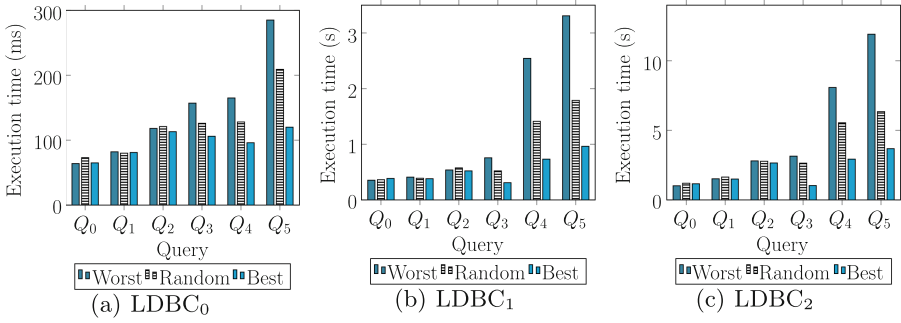 Execution time (ms)
300
200
100
0
Q0 Q1 Q2 Q3 Q4 Q5
Query
Worst Random Best
(a) LDBC0
Execution time (s)
3
2
1
0
Q0 Q1 Q2 Q3 Q4 Q5
Query
Worst Random Best
(b) LDBC1
Execution time (s)
10
5
0
Q0 Q1 Q2 Q3 Q4 Q5
Query
Worst Random Best
(c) LDBC2